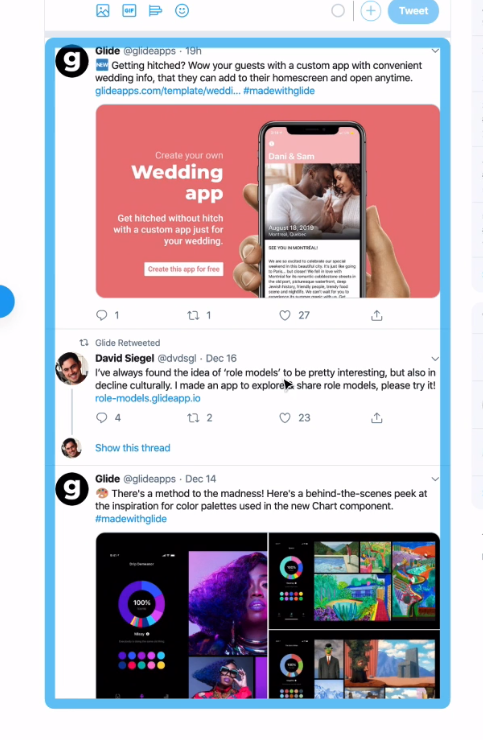 GIF
Tweet
Glide @glideapps · 19h
🆕 Getting hitched? Wow your guests with a custom app with convenient
wedding info, that they can add to their homescreen and open anytime.
glideapps.com/template/weddi... #madewithglide
Create your own
Wedding
app
Get hitched without hitch
with a custom app just for
your wedding.
Create this app for free
Dani & Sam
August 18, 2019
Montreal, Quebec
SEE YOU IN MONTRÉAL!
1
1
27
Glide Retweeted
David Siegel @dvdsgl · Dec 16
I've always found the idea of 'role models' to be pretty interesting, but also in
decline culturally. I made an app to explore & share role models, please try it!
role-models.glideapp.io
4
2
23
Show this thread
Glide @glideapps · Dec 14
🎨 There's a method to the madness! Here's a behind-the-scenes peek at
the inspiration for color palettes used in the new Chart component.
#madewithglide
100%